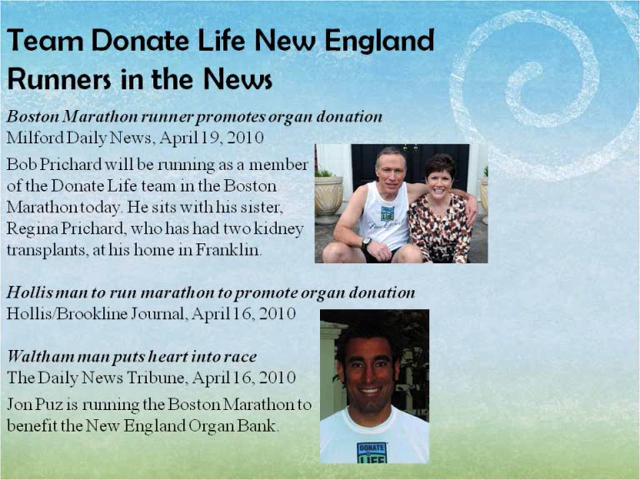 Team Donate Life New England
Runners in the News
Boston Marathon runner promotes organ donation
Milford Daily News, April 19, 2010
Bob Prichard will be running as a member
of the Donate Life team in the Boston
Marathon today. He sits with his sister,
Regina Prichard, who has had two kidney
transplants, at his home in Franklin.
Hollis man to run marathon to promote organ donation
Hollis/Brookline Journal, April 16, 2010
Waltham man puts heart into race
The Daily News Tribune, April 16, 2010
Jon Puz is running the Boston Marathon to
benefit the New England Organ Bank.
DONATE
LIFE